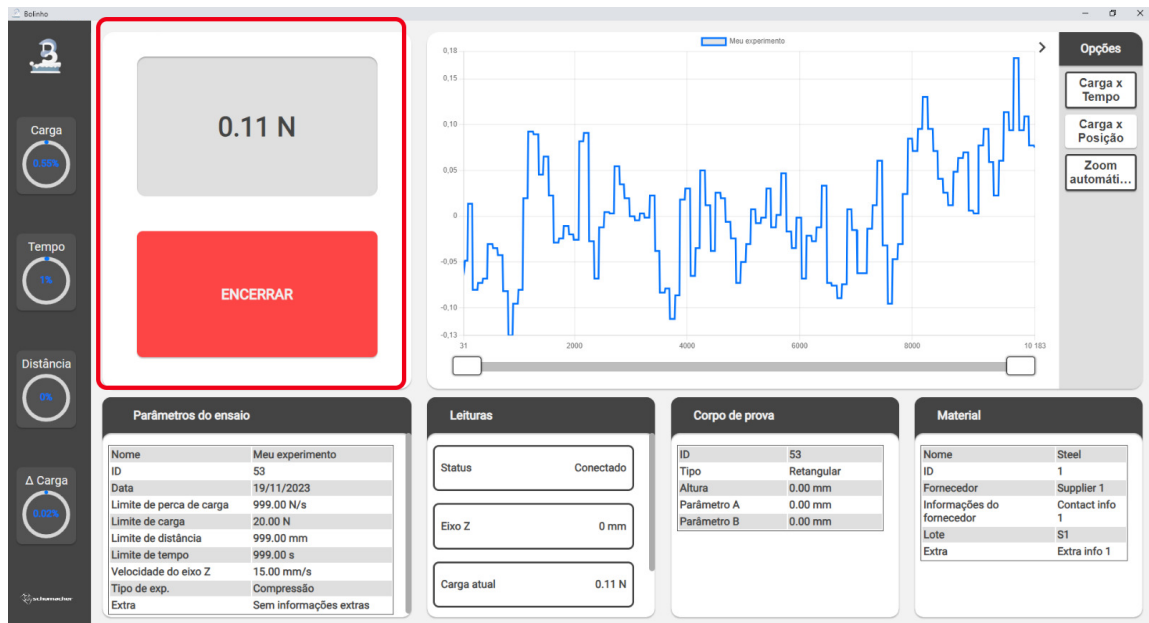 Bolinho
Carga
0.55%
Tempo
1%
Distância
0%
Δ Carga
0.02%
schumacher
0.11 N
ENCERRAR
Meu experimento
0,18
0,15
0,10
0,05
0
-0,05
-0,10
-0,13
31 2000 4000 6000 8000 10 183
Opções
Carga x
Tempo
Carga x
Posição
Zoom
automáti...
Parâmetros do ensaio
Nome Meu experimento
ID 53
Data 19/11/2023
Limite de perca de carga 999.00 N/s
Limite de carga 20.00 N
Limite de distância 999.00 mm
Limite de tempo 999.00 s
Velocidade do eixo Z 15.00 mm/s
Tipo de exp. Compressão
Extra Sem informações extras
Leituras
Status Conectado
Eixo Z 0 mm
Carga atual 0.11 N
Corpo de prova
ID 53
Tipo Retangular
Altura 0.00 mm
Parâmetro A 0.00 mm
Parâmetro B 0.00 mm
Material
Nome Steel
ID 1
Fornecedor Supplier 1
Informações do Contact info
fornecedor 1
Lote S1
Extra Extra info 1